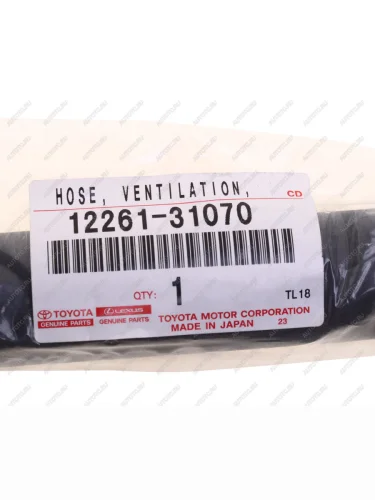 HOSE, VENTILATION,
CD
12261-31070
QTY: 1
TL18
TOYOTA
GENUINE PARTS
LEXUS
GENUINE PARTS
TOYOTA MOTOR CORPORATION
MADE IN JAPAN 23